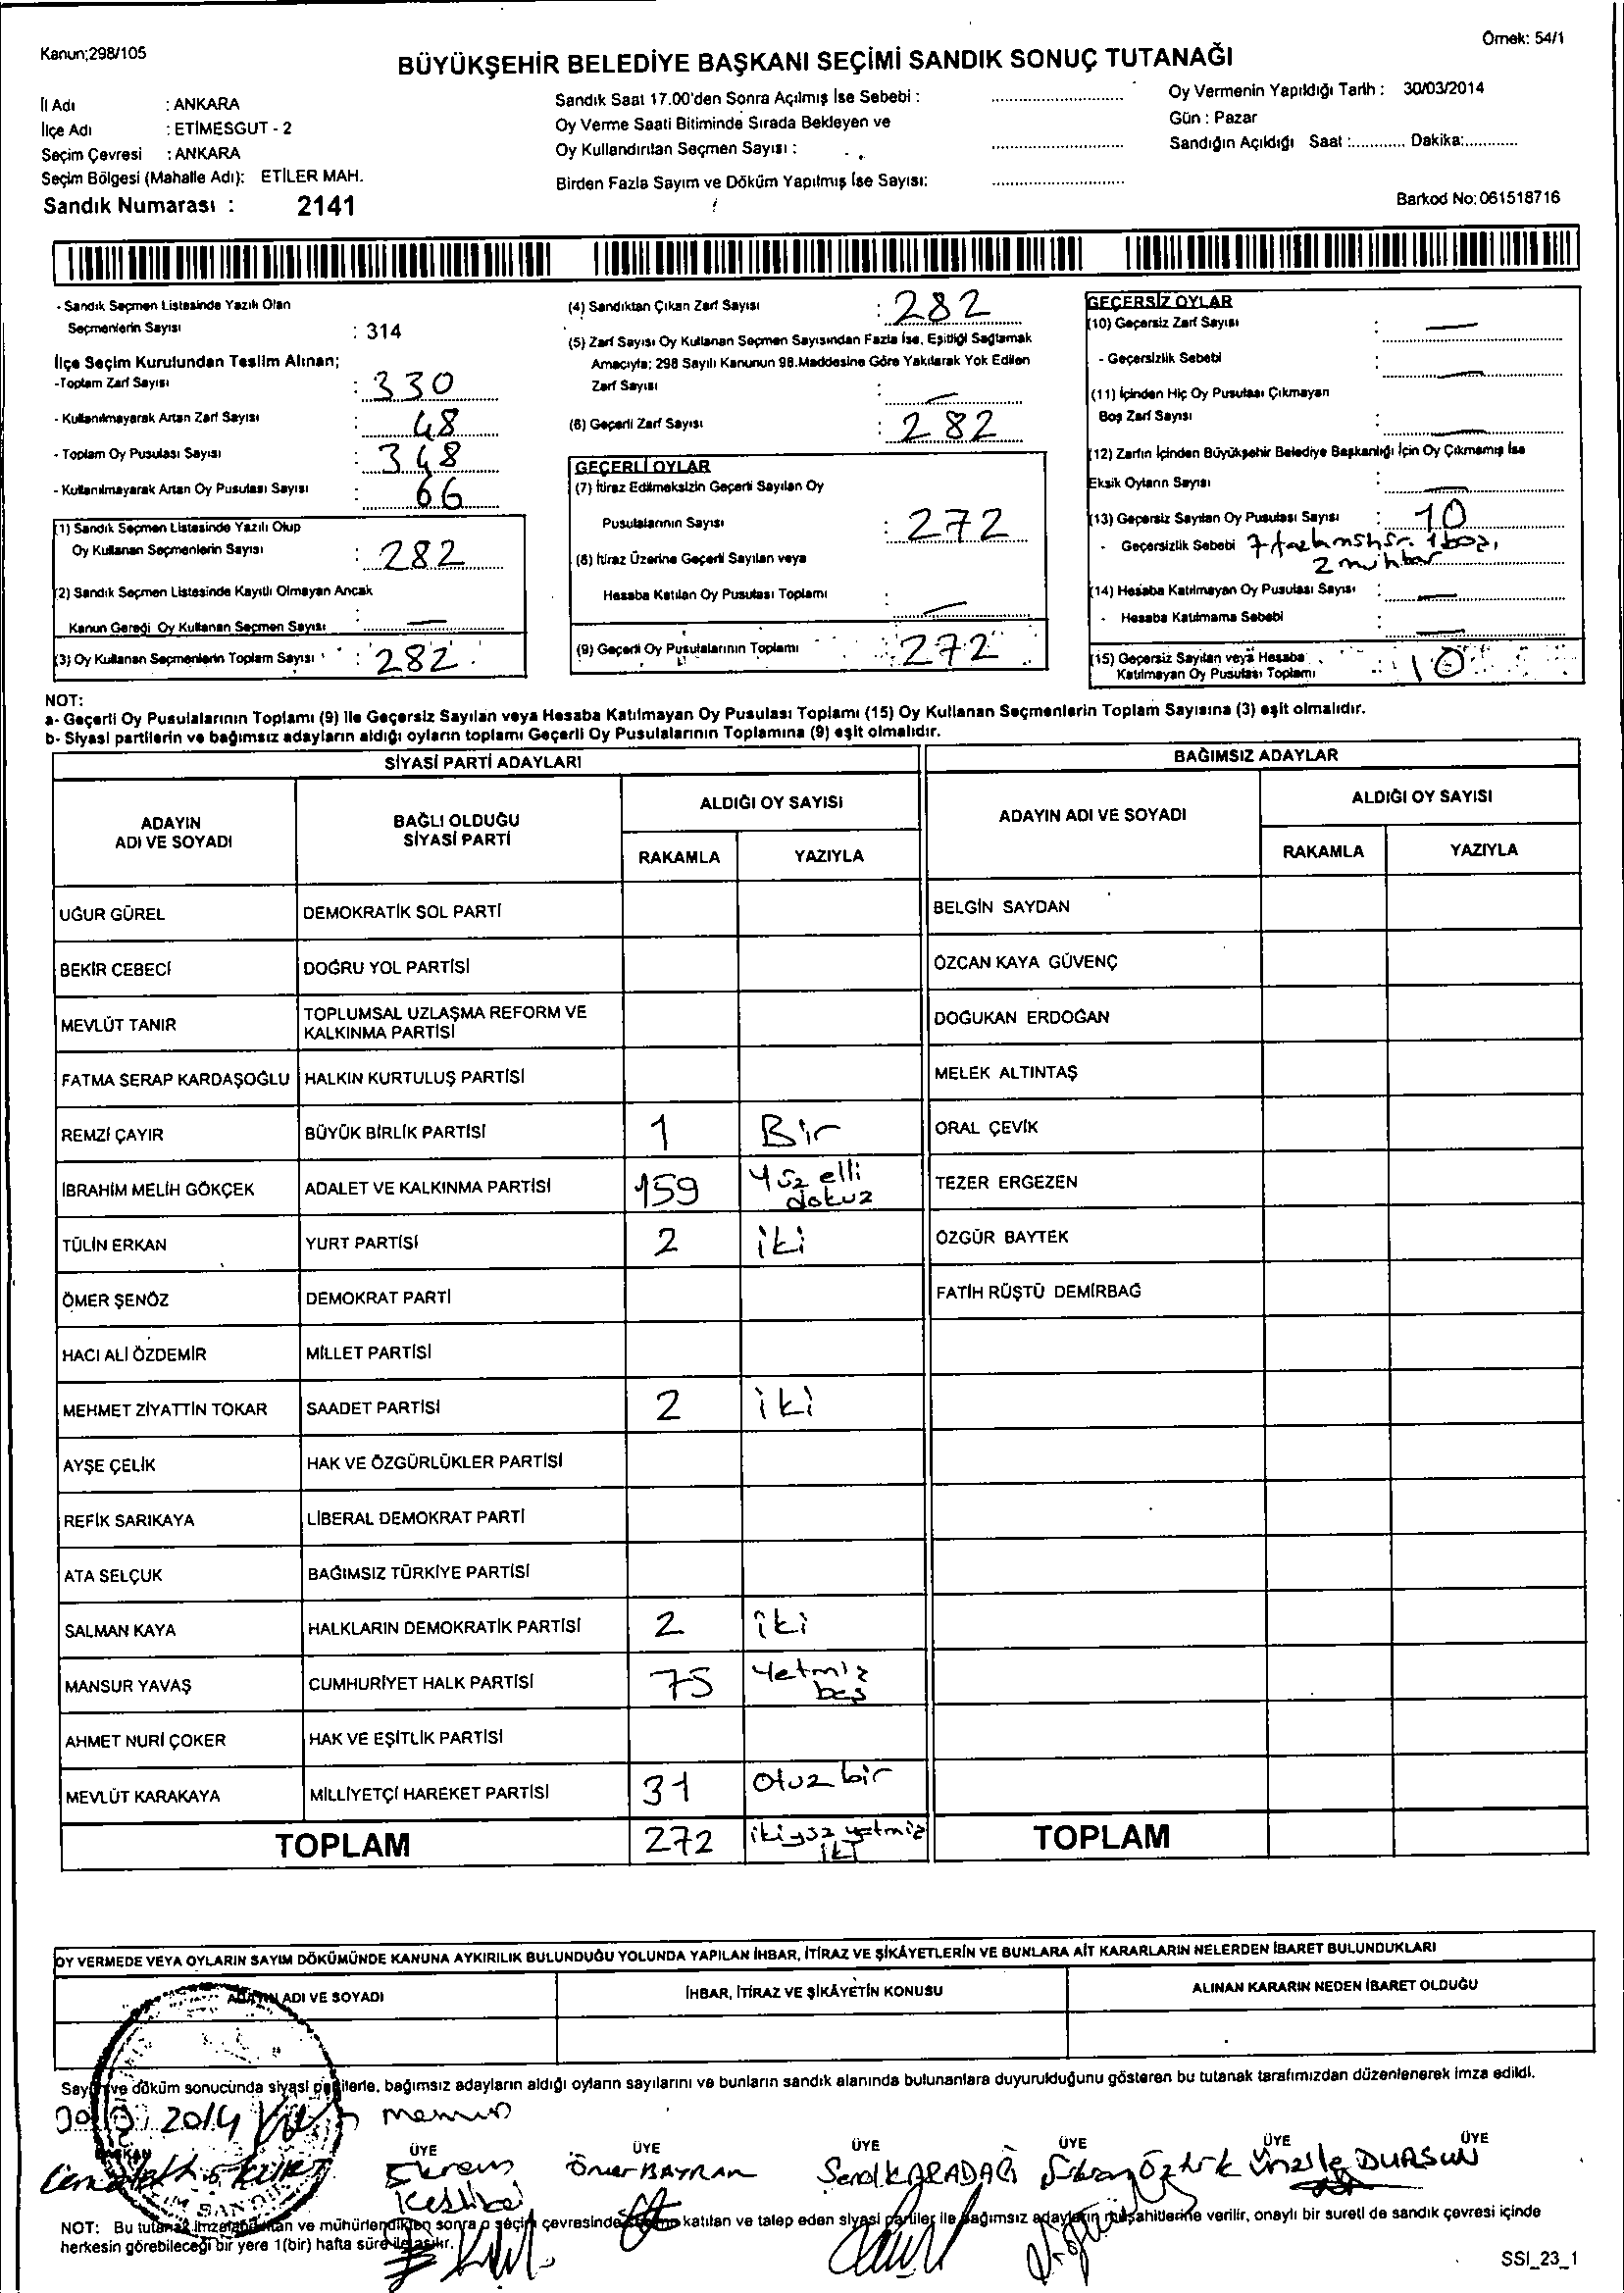 Kanun;298/105
Örnek: 54/1
BÜYÜKŞEHİR BELEDİYE BAŞKANI SEÇİMİ SANDIK SONUÇ TUTANAĞI
İl Adı : ANKARA
İlçe Adı : ETİMESGUT - 2
Seçim Çevresi : ANKARA
Seçim Bölgesi (Mahalle Adı): ETİLER MAH.
Sandık Numarası : 2141
Sandık Saat 17.00'den Sonra Açılmış İse Sebebi :
Oy Verme Saati Bitiminde Sırada Bekleyen ve
Oy Kullandırılan Seçmen Sayısı :
Birden Fazla Sayım ve Döküm Yapılmış İse Sayısı:
Oy Vermenin Yapıldığı Tarih : 30/03/2014
Gün : Pazar
Sandığın Açıldığı Saat :............ Dakika:............
Barkod No: 061518716
- Sandık Seçmen Listesinde Yazılı Olan
Seçmenlerin Sayısı : 314
İlçe Seçim Kurulundan Teslim Alınan;
-Toplam Zarf Sayısı : 330
- Kullanılmayarak Artan Zarf Sayısı : 48
- Toplam Oy Pusulası Sayısı : 348
- Kullanılmayarak Artan Oy Pusulası Sayısı : 66
(1) Sandık Seçmen Listesinde Yazılı Olup
Oy Kullanan Seçmenlerin Sayısı : 282
(2) Sandık Seçmen Listesinde Kayıtlı Olmayan Ancak
Kanun Gereği Oy Kullanan Seçmen Sayısı : —
(3) Oy Kullanan Seçmenlerin Toplam Sayısı : 282
(4) Sandıktan Çıkan Zarf Sayısı : 282
(5) Zarf Sayısı Oy Kullanan Seçmen Sayısından Fazla İse, Eşitliği Sağlamak
Amacıyla; 298 Sayılı Kanunun 98.Maddesine Göre Yakılarak Yok Edilen
Zarf Sayısı : —
(6) Geçerli Zarf Sayısı : 282
GEÇERLİ OYLAR
(7) İtiraz Edilmeksizin Geçerli Sayılan Oy
Pusulalarının Sayısı : 272
(8) İtiraz Üzerine Geçerli Sayılan veya
Hesaba Katılan Oy Pusulası Toplamı : —
(9) Geçerli Oy Pusulalarının Toplamı : 272
GEÇERSİZ OYLAR
(10) Geçersiz Zarf Sayısı : —
- Geçersizlik Sebebi : —
(11) İçinden Hiç Oy Pusulası Çıkmayan
Boş Zarf Sayısı : —
(12) Zarfın İçinden Büyükşehir Belediye Başkanlığı İçin Oy Çıkmamış İse
Eksik Oyların Sayısı : —
(13) Geçersiz Sayılan Oy Pusulası Sayısı : 10
- Geçersizlik Sebebi 7 fazla mühür. 1 boş,
2 muhtar
(14) Hesaba Katılmayan Oy Pusulası Sayısı : —
- Hesaba Katılmama Sebebi : —
(15) Geçersiz Sayılan veya Hesaba
Katılmayan Oy Pusulası Toplamı : 10
NOT:
a- Geçerli Oy Pusulalarının Toplamı (9) ile Geçersiz Sayılan veya Hesaba Katılmayan Oy Pusulası Toplamı (15) Oy Kullanan Seçmenlerin Toplam Sayısına (3) eşit olmalıdır.
b- Siyasi partilerin ve bağımsız adayların aldığı oyların toplamı Geçerli Oy Pusulalarının Toplamına (9) eşit olmalıdır.
SİYASİ PARTİ ADAYLARI
BAĞIMSIZ ADAYLAR
ADAYIN ADI VE SOYADI
BAĞLI OLDUĞU SİYASİ PARTİ
ALDIĞI OY SAYISI
RAKAMLA YAZIYLA
ADAYIN ADI VE SOYADI
ALDIĞI OY SAYISI
RAKAMLA YAZIYLA
UĞUR GÜREL DEMOKRATİK SOL PARTİ BELGİN SAYDAN
BEKİR CEBECİ DOĞRU YOL PARTİSİ ÖZCAN KAYA GÜVENÇ
MEVLÜT TANIR TOPLUMSAL UZLAŞMA REFORM VE KALKINMA PARTİSİ DOĞUKAN ERDOĞAN
FATMA SERAP KARDAŞOĞLU HALKIN KURTULUŞ PARTİSİ MELEK ALTINTAŞ
REMZİ ÇAYIR BÜYÜK BİRLİK PARTİSİ 1 Bir ORAL ÇEVİK
İBRAHİM MELİH GÖKÇEK ADALET VE KALKINMA PARTİSİ 159 yüz elli dokuz TEZER ERGEZEN
TÜLİN ERKAN YURT PARTİSİ 2 iki ÖZGÜR BAYTEK
ÖMER ŞENÖZ DEMOKRAT PARTİ FATİH RÜŞTÜ DEMİRBAĞ
HACI ALİ ÖZDEMİR MİLLET PARTİSİ
MEHMET ZİYATTİN TOKAR SAADET PARTİSİ 2 iki
AYŞE ÇELİK HAK VE ÖZGÜRLÜKLER PARTİSİ
REFİK SARIKAYA LİBERAL DEMOKRAT PARTİ
ATA SELÇUK BAĞIMSIZ TÜRKİYE PARTİSİ
SALMAN KAYA HALKLARIN DEMOKRATİK PARTİSİ 2 iki
MANSUR YAVAŞ CUMHURİYET HALK PARTİSİ 75 Yetmiş beş
AHMET NURİ ÇOKER HAK VE EŞİTLİK PARTİSİ
MEVLÜT KARAKAYA MİLLİYETÇİ HAREKET PARTİSİ 31 Otuz bir
TOPLAM 272 ikiyüz yetmiş iki TOPLAM
OY VERMEDE VEYA OYLARIN SAYIM DÖKÜMÜNDE KANUNA AYKIRILIK BULUNDUĞU YOLUNDA YAPILAN İHBAR, İTİRAZ VE ŞİKÂYETLERİN VE BUNLARA AİT KARARLARIN NELERDEN İBARET BULUNDUKLARI
ADAYIN ADI VE SOYADI İHBAR, İTİRAZ VE ŞİKÂYETİN KONUSU ALINAN KARARIN NEDEN İBARET OLDUĞU
Sayım ve döküm sonucunda siyasi partilerle, bağımsız adayların aldığı oyların sayılarını ve bunların sandık alanında bulunanlara duyurulduğunu gösteren bu tutanak tarafımızdan düzenlenerek imza edildi.
2014 memur
BAŞKAN ÜYE ÜYE ÜYE ÜYE ÜYE ÜYE
Ömer BAYRAM Senol KARADAĞ Öztürk DURSUN
NOT: Bu tutanak imzalandıktan ve mühürlendikten sonra o seçim çevresinde seçime katılan ve talep eden siyasi partiler ile bağımsız adayların müşahitlerine verilir, onaylı bir sureti de sandık çevresi içinde
herkesin görebileceği bir yere 1(bir) hafta süre ile asılır.
SSI_23_1